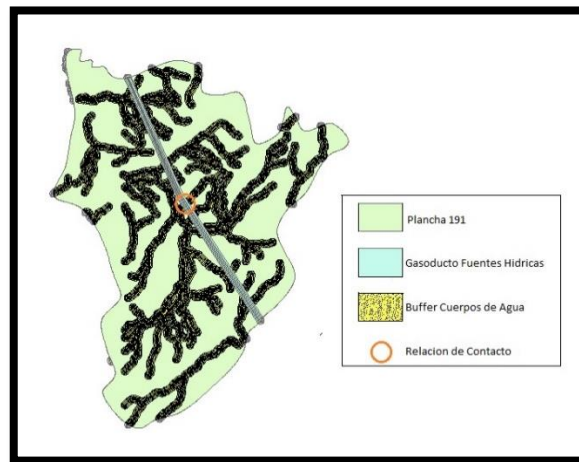 Plancha 191
Gasoducto Fuentes Hidricas
Buffer Cuerpos de Agua
Relacion de Contacto